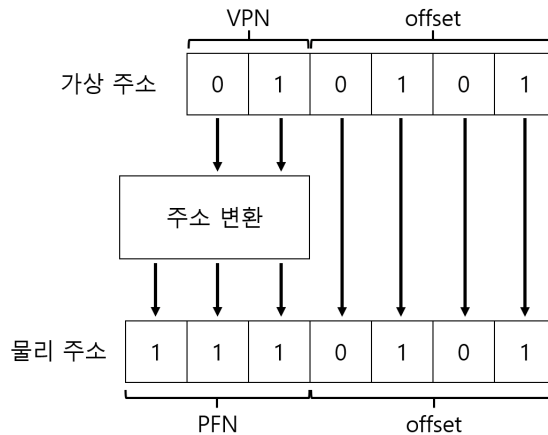 VPN offset
가상 주소 0 1 0 1 0 1
주소 변환
물리 주소 1 1 1 0 1 0 1
PFN offset